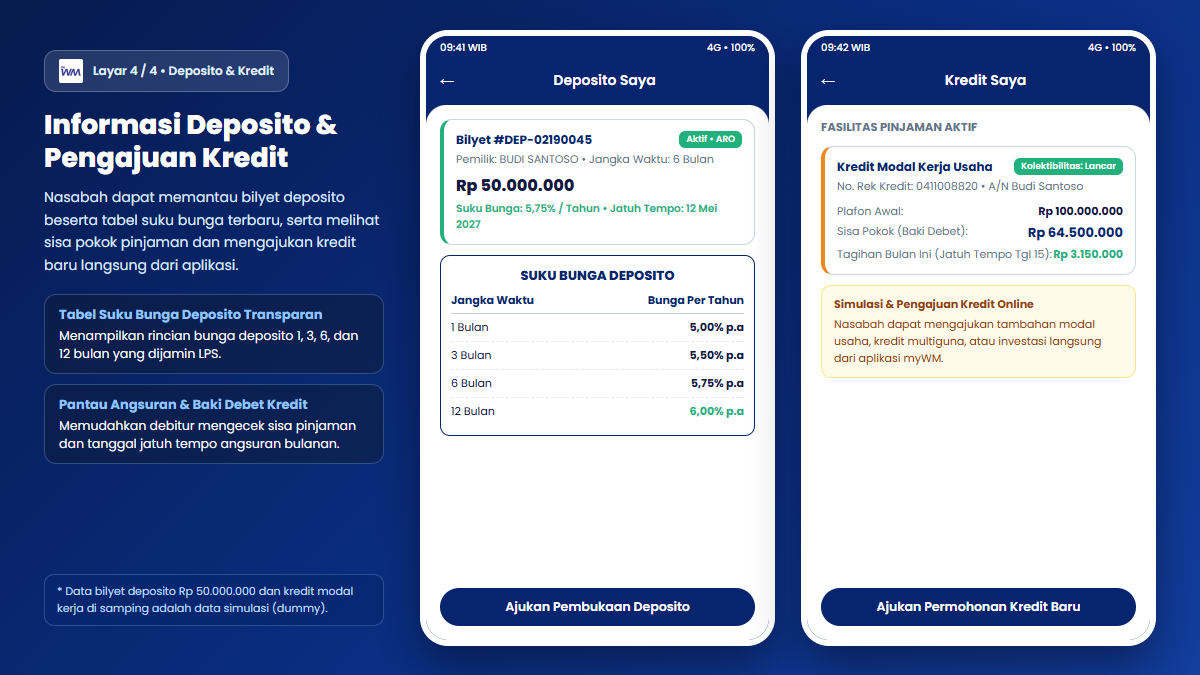 WM
Layar 4 / 4 • Deposito & Kredit
Informasi Deposito &
Pengajuan Kredit
Nasabah dapat memantau bilyet deposito
beserta tabel suku bunga terbaru, serta melihat
sisa pokok pinjaman dan mengajukan kredit
baru langsung dari aplikasi.
Tabel Suku Bunga Deposito Transparan
Menampilkan rincian bunga deposito 1, 3, 6, dan
12 bulan yang dijamin LPS.
Pantau Angsuran & Baki Debet Kredit
Memudahkan debitur mengecek sisa pinjaman
dan tanggal jatuh tempo angsuran bulanan.
* Data bilyet deposito Rp 50.000.000 dan kredit modal
kerja di samping adalah data simulasi (dummy).
09:41 WIB 4G • 100%
← Deposito Saya
Bilyet #DEP-02190045 Aktif • ARO
Pemilik: BUDI SANTOSO • Jangka Waktu: 6 Bulan
Rp 50.000.000
Suku Bunga: 5,75% / Tahun • Jatuh Tempo: 12 Mei
2027
SUKU BUNGA DEPOSITO
Jangka Waktu Bunga Per Tahun
1 Bulan 5,00% p.a
3 Bulan 5,50% p.a
6 Bulan 5,75% p.a
12 Bulan 6,00% p.a
Ajukan Pembukaan Deposito
09:42 WIB 4G • 100%
← Kredit Saya
FASILITAS PINJAMAN AKTIF
Kredit Modal Kerja Usaha Kolektibilitas: Lancar
No. Rek Kredit: 0411008820 • A/N Budi Santoso
Plafon Awal: Rp 100.000.000
Sisa Pokok (Baki Debet): Rp 64.500.000
Tagihan Bulan Ini (Jatuh Tempo Tgl 15): Rp 3.150.000
Simulasi & Pengajuan Kredit Online
Nasabah dapat mengajukan tambahan modal
usaha, kredit multiguna, atau investasi langsung
dari aplikasi myWM.
Ajukan Permohonan Kredit Baru